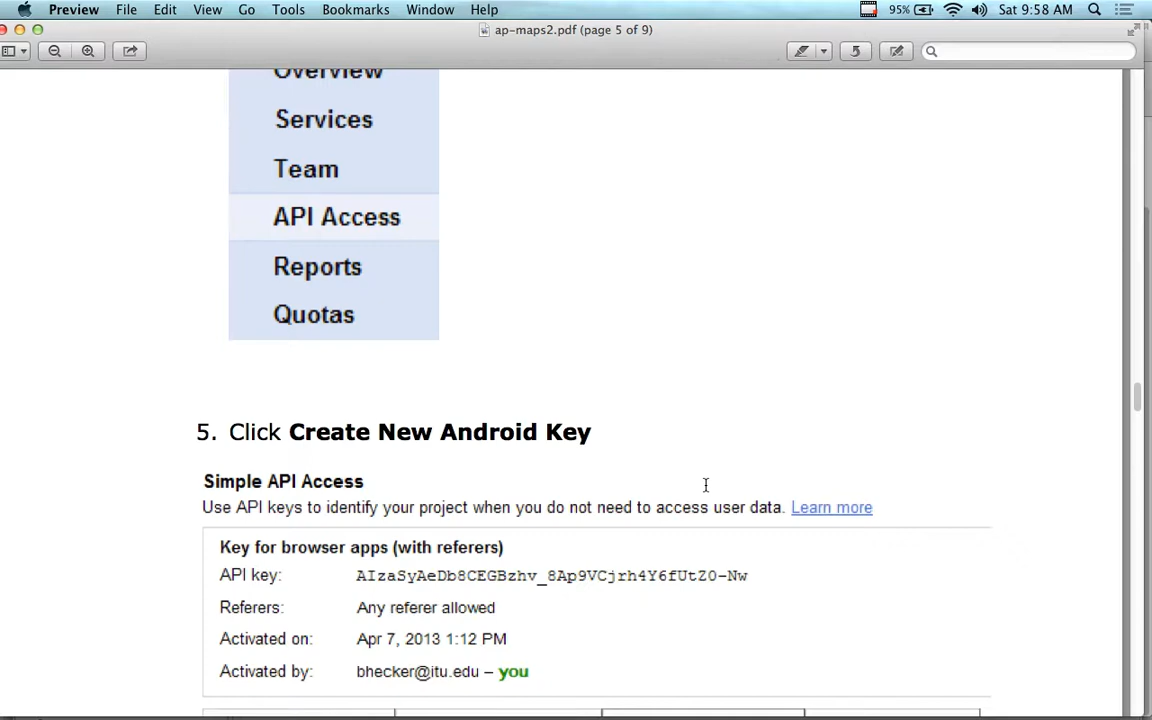 Preview File Edit View Go Tools Bookmarks Window Help 95% Sat 9:58 AM
ap-maps2.pdf (page 5 of 9)
Overview
Services
Team
API Access
Reports
Quotas
5. Click Create New Android Key
Simple API Access
Use API keys to identify your project when you do not need to access user data. Learn more
Key for browser apps (with referers)
API key: AIzaSyAeDb8CEGBzhv_8Ap9VCjrh4Y6fUtZ0-Nw
Referers: Any referer allowed
Activated on: Apr 7, 2013 1:12 PM
Activated by: bhecker@itu.edu – you